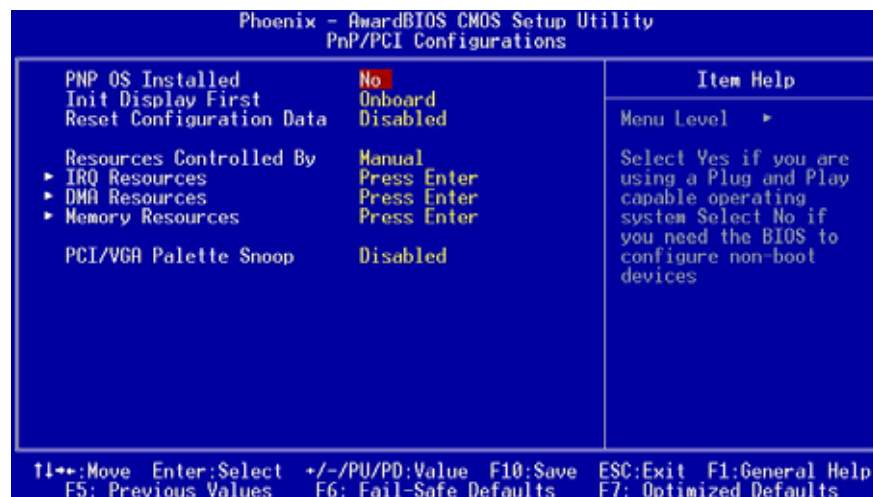 Phoenix - AwardBIOS CMOS Setup Utility
PnP/PCI Configurations
PNP OS Installed No
Init Display First Onboard
Reset Configuration Data Disabled
Resources Controlled By Manual
► IRQ Resources Press Enter
► DMA Resources Press Enter
► Memory Resources Press Enter
PCI/VGA Palette Snoop Disabled
Item Help
Menu Level ►
Select Yes if you are
using a Plug and Play
capable operating
system Select No if
you need the BIOS to
configure non-boot
devices
↑↓→←:Move Enter:Select +/-/PU/PD:Value F10:Save ESC:Exit F1:General Help
F5: Previous Values F6: Fail-Safe Defaults F7: Optimized Defaults